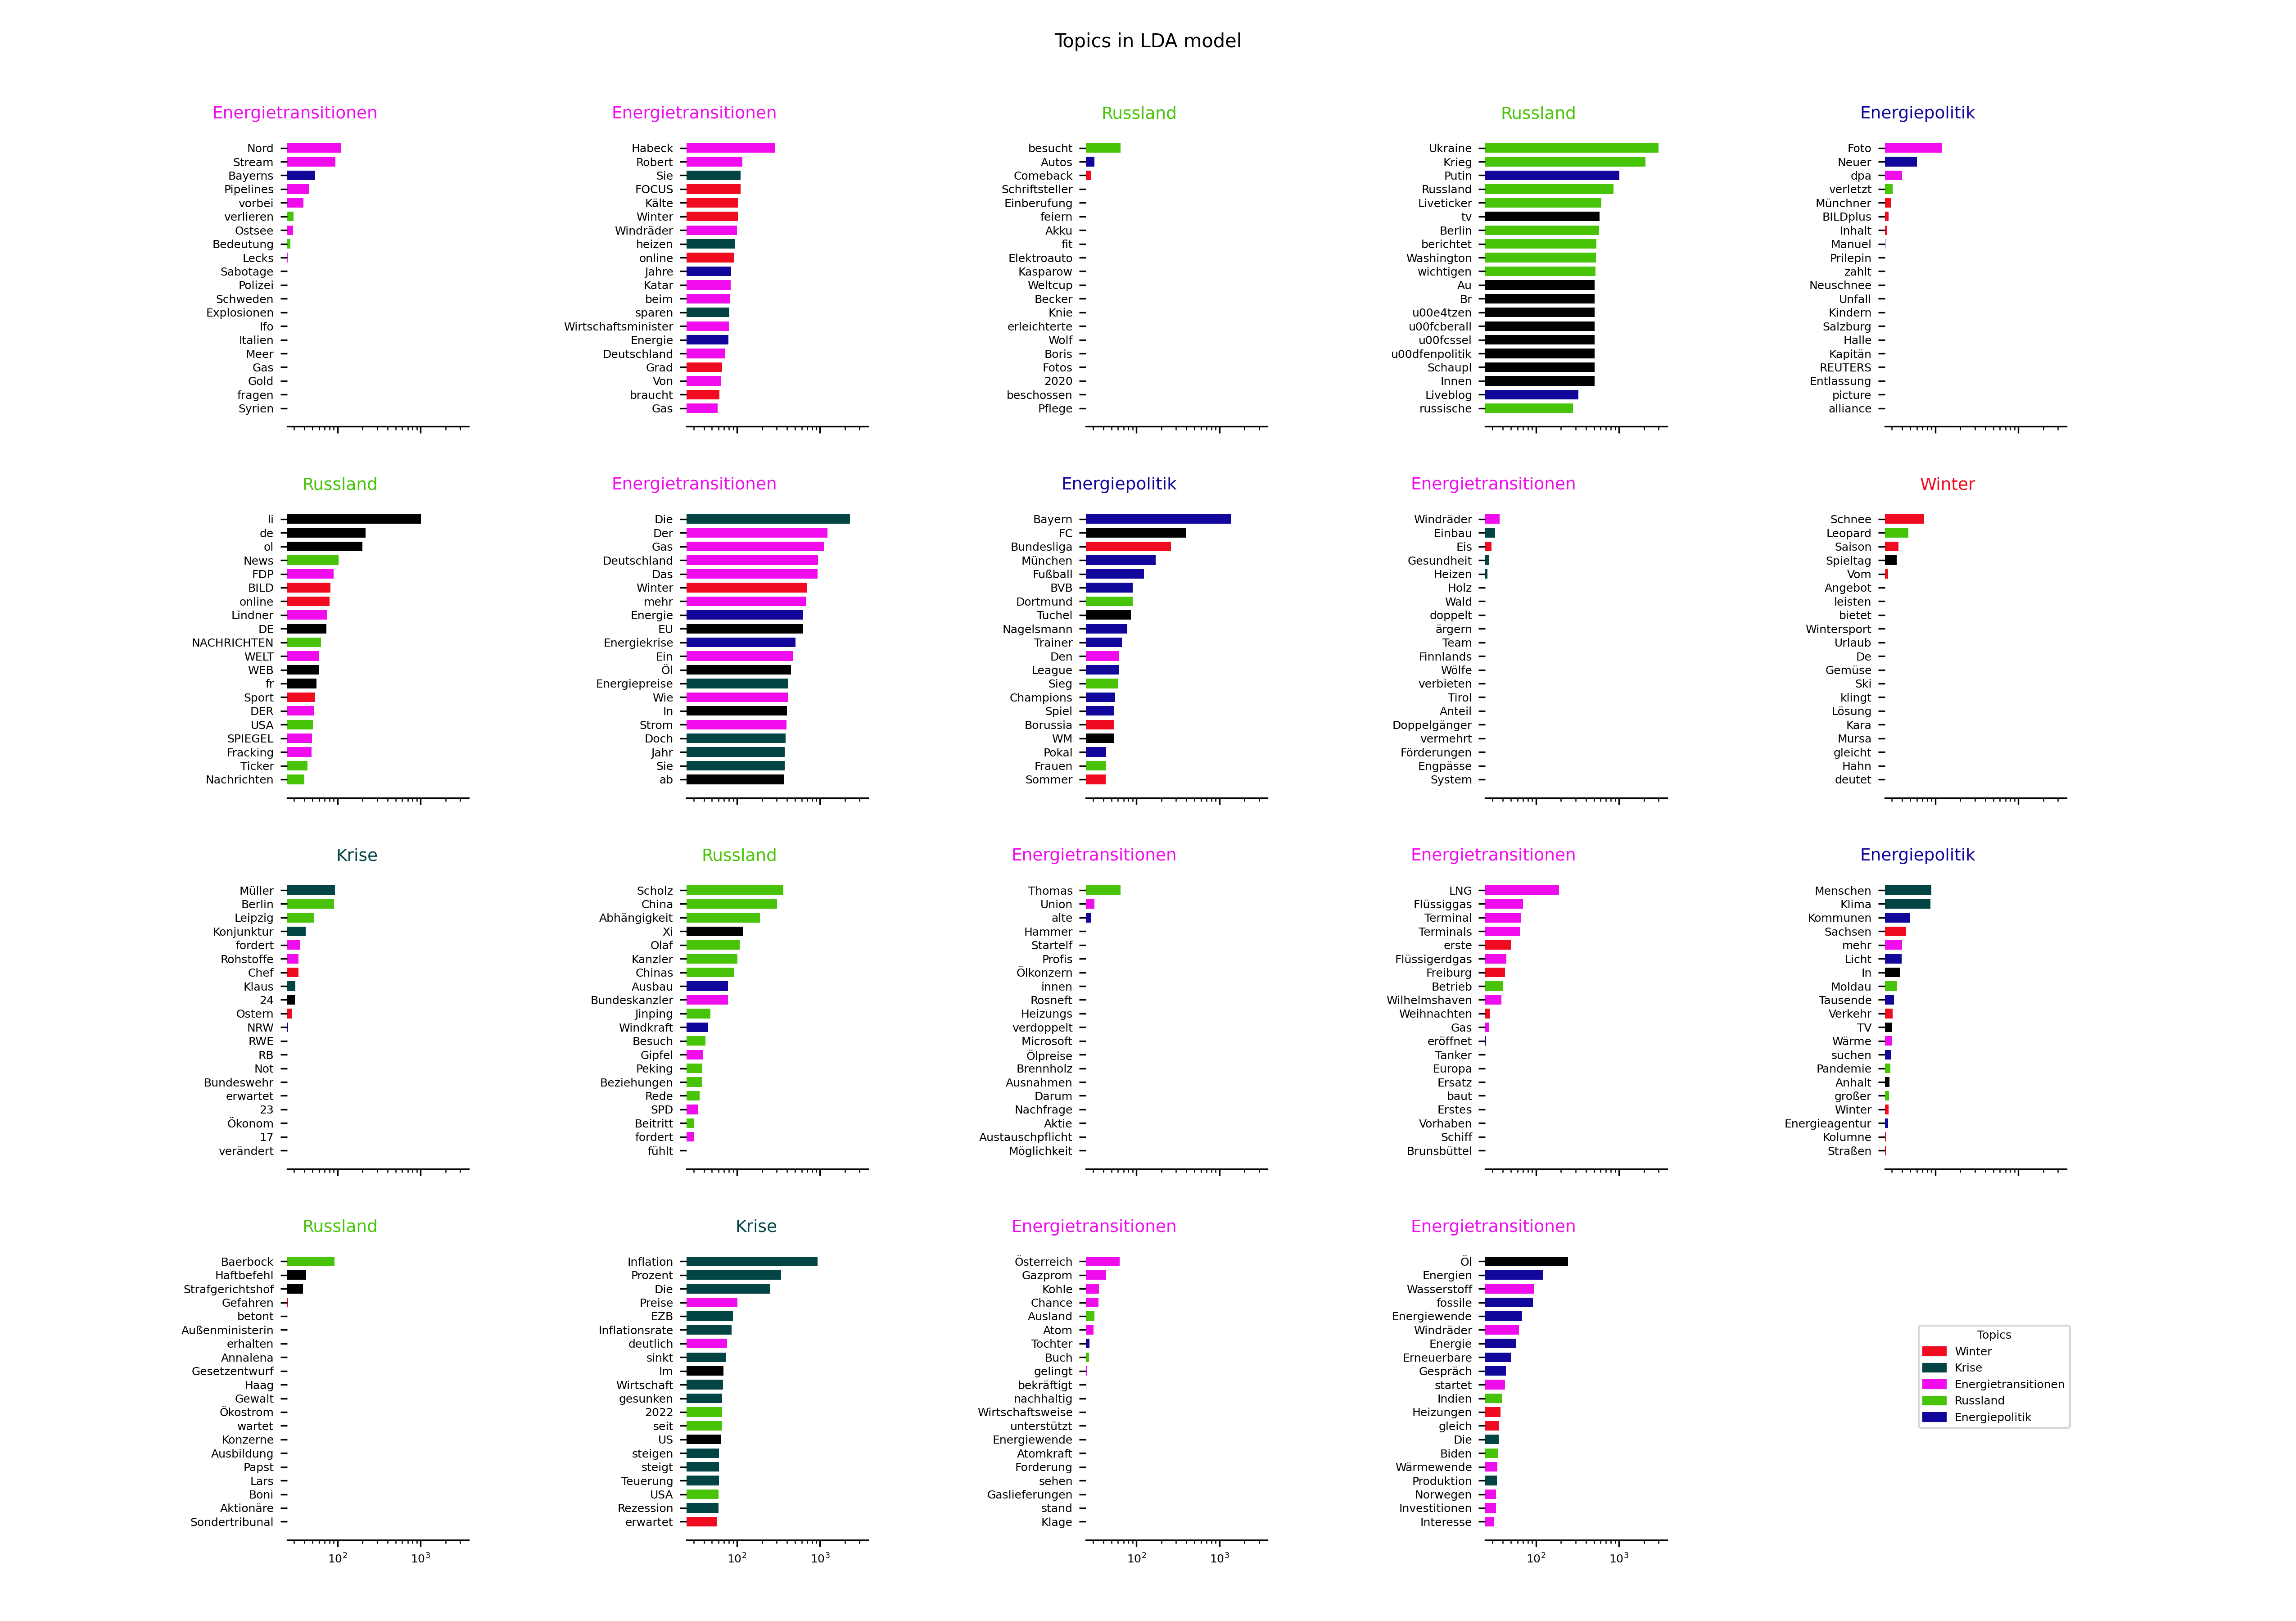 Topics in LDA model
Energietransitionen
Nord
Stream
Bayerns
Pipelines
vorbei
verlieren
Ostsee
Bedeutung
Lecks
Sabotage
Polizei
Schweden
Explosionen
Ifo
Italien
Meer
Gas
Gold
fragen
Syrien
Energietransitionen
Habeck
Robert
Sie
FOCUS
Kälte
Winter
Windräder
heizen
online
Jahre
Katar
beim
sparen
Wirtschaftsminister
Energie
Deutschland
Grad
Von
braucht
Gas
Russland
besucht
Autos
Comeback
Schriftsteller
Einberufung
feiern
Akku
fit
Elektroauto
Kasparow
Weltcup
Becker
Knie
erleichterte
Wolf
Boris
Fotos
2020
beschossen
Pflege
Russland
Ukraine
Krieg
Putin
Russland
Liveticker
tv
Berlin
berichtet
Washington
wichtigen
Au
Br
u00e4tzen
u00fcberall
u00fcssel
u00dfenpolitik
Schaupl
Innen
Liveblog
russische
Energiepolitik
Foto
Neuer
dpa
verletzt
Münchner
BILDplus
Inhalt
Manuel
Prilepin
zahlt
Neuschnee
Unfall
Kindern
Salzburg
Halle
Kapitän
REUTERS
Entlassung
picture
alliance
Russland
li
de
ol
News
FDP
BILD
online
Lindner
DE
NACHRICHTEN
WELT
WEB
fr
Sport
DER
USA
SPIEGEL
Fracking
Ticker
Nachrichten
Energietransitionen
Die
Der
Gas
Deutschland
Das
Winter
mehr
Energie
EU
Energiekrise
Ein
Öl
Energiepreise
Wie
In
Strom
Doch
Jahr
Sie
ab
Energiepolitik
Bayern
FC
Bundesliga
München
Fußball
BVB
Dortmund
Tuchel
Nagelsmann
Trainer
Den
League
Sieg
Champions
Spiel
Borussia
WM
Pokal
Frauen
Sommer
Energietransitionen
Windräder
Einbau
Eis
Gesundheit
Heizen
Holz
Wald
doppelt
ärgern
Team
Finnlands
Wölfe
verbieten
Tirol
Anteil
Doppelgänger
vermehrt
Förderungen
Engpässe
System
Winter
Schnee
Leopard
Saison
Spieltag
Vom
Angebot
leisten
bietet
Wintersport
Urlaub
De
Gemüse
Ski
klingt
Lösung
Kara
Mursa
gleicht
Hahn
deutet
Krise
Müller
Berlin
Leipzig
Konjunktur
fordert
Rohstoffe
Chef
Klaus
24
Ostern
NRW
RWE
RB
Not
Bundeswehr
erwartet
23
Ökonom
17
verändert
Russland
Scholz
China
Abhängigkeit
Xi
Olaf
Kanzler
Chinas
Ausbau
Bundeskanzler
Jinping
Windkraft
Besuch
Gipfel
Peking
Beziehungen
Rede
SPD
Beitritt
fordert
fühlt
Energietransitionen
Thomas
Union
alte
Hammer
Startelf
Profis
Ölkonzern
innen
Rosneft
Heizungs
verdoppelt
Microsoft
Ölpreise
Brennholz
Ausnahmen
Darum
Nachfrage
Aktie
Austauschpflicht
Möglichkeit
Energietransitionen
LNG
Flüssiggas
Terminal
Terminals
erste
Flüssigerdgas
Freiburg
Betrieb
Wilhelmshaven
Weihnachten
Gas
eröffnet
Tanker
Europa
Ersatz
baut
Erstes
Vorhaben
Schiff
Brunsbüttel
Energiepolitik
Menschen
Klima
Kommunen
Sachsen
mehr
Licht
In
Moldau
Tausende
Verkehr
TV
Wärme
suchen
Pandemie
Anhalt
großer
Winter
Energieagentur
Kolumne
Straßen
Russland
Baerbock
Haftbefehl
Strafgerichtshof
Gefahren
betont
Außenministerin
erhalten
Annalena
Gesetzentwurf
Haag
Gewalt
Ökostrom
wartet
Konzerne
Ausbildung
Papst
Lars
Boni
Aktionäre
Sondertribunal
10² 10³
Krise
Inflation
Prozent
Die
Preise
EZB
Inflationsrate
deutlich
sinkt
Im
Wirtschaft
gesunken
2022
seit
US
steigen
steigt
Teuerung
USA
Rezession
erwartet
10² 10³
Energietransitionen
Österreich
Gazprom
Kohle
Chance
Ausland
Atom
Tochter
Buch
gelingt
bekräftigt
nachhaltig
Wirtschaftsweise
unterstützt
Energiewende
Atomkraft
Forderung
sehen
Gaslieferungen
stand
Klage
10² 10³
Energietransitionen
Öl
Energien
Wasserstoff
fossile
Energiewende
Windräder
Energie
Erneuerbare
Gespräch
startet
Indien
Heizungen
gleich
Die
Biden
Wärmewende
Produktion
Norwegen
Investitionen
Interesse
10² 10³
Topics
Winter
Krise
Energietransitionen
Russland
Energiepolitik